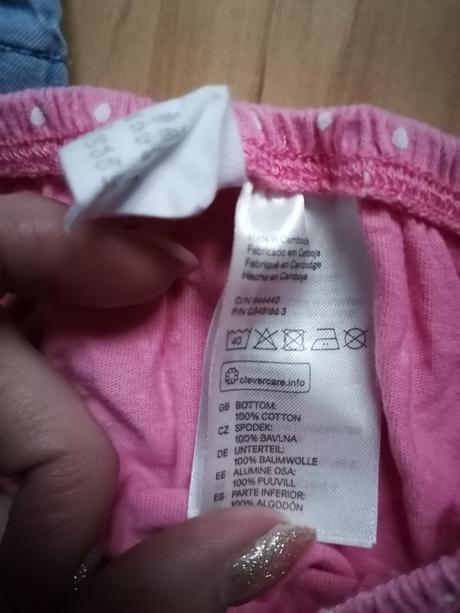 Made in Cambodia
Fabricado en Camboja
Fabriqué en Cambodge
Hecho en Camboya
O/N 944440
P/N 0348166 3
40
clevercare.info
GB BOTTOM:
100% COTTON
CZ SPODEK:
100% BAVLNA
DE UNTERTEIL:
100% BAUMWOLLE
EE ALUMINE OSA:
100% PUUVILL
ES PARTE INFERIOR:
100% ALGODÓN